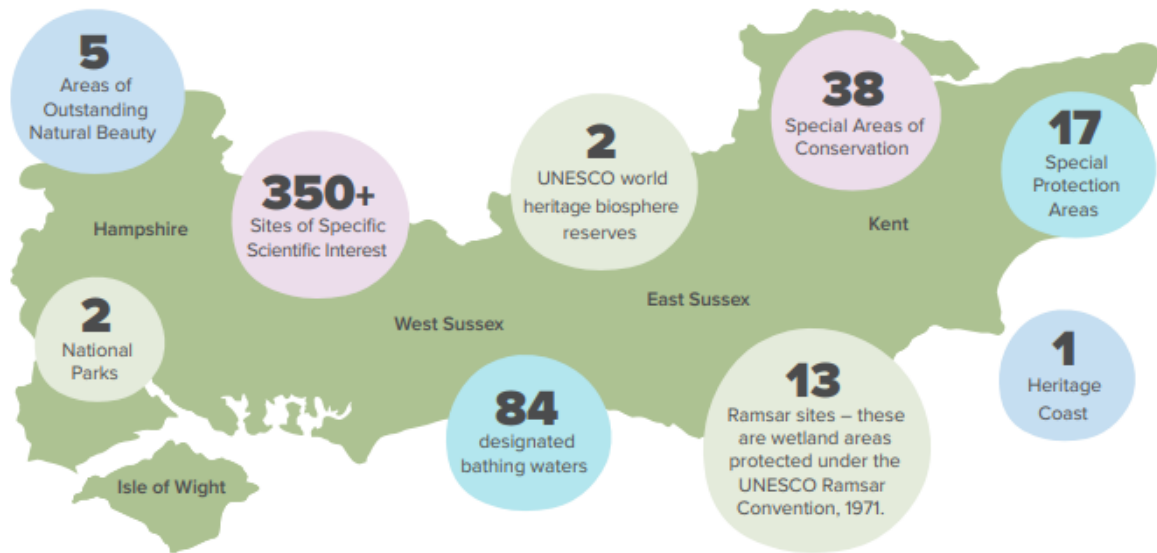 5
Areas of
Outstanding
Natural Beauty
38
Special Areas of
Conservation
17
Special
Protection
Areas
2
UNESCO world
heritage biosphere
reserves
350+
Sites of Specific
Scientific Interest
Hampshire
Kent
East Sussex
West Sussex
2
National
Parks
1
Heritage
Coast
13
Ramsar sites – these
are wetland areas
protected under the
UNESCO Ramsar
Convention, 1971.
84
designated
bathing waters
Isle of Wight